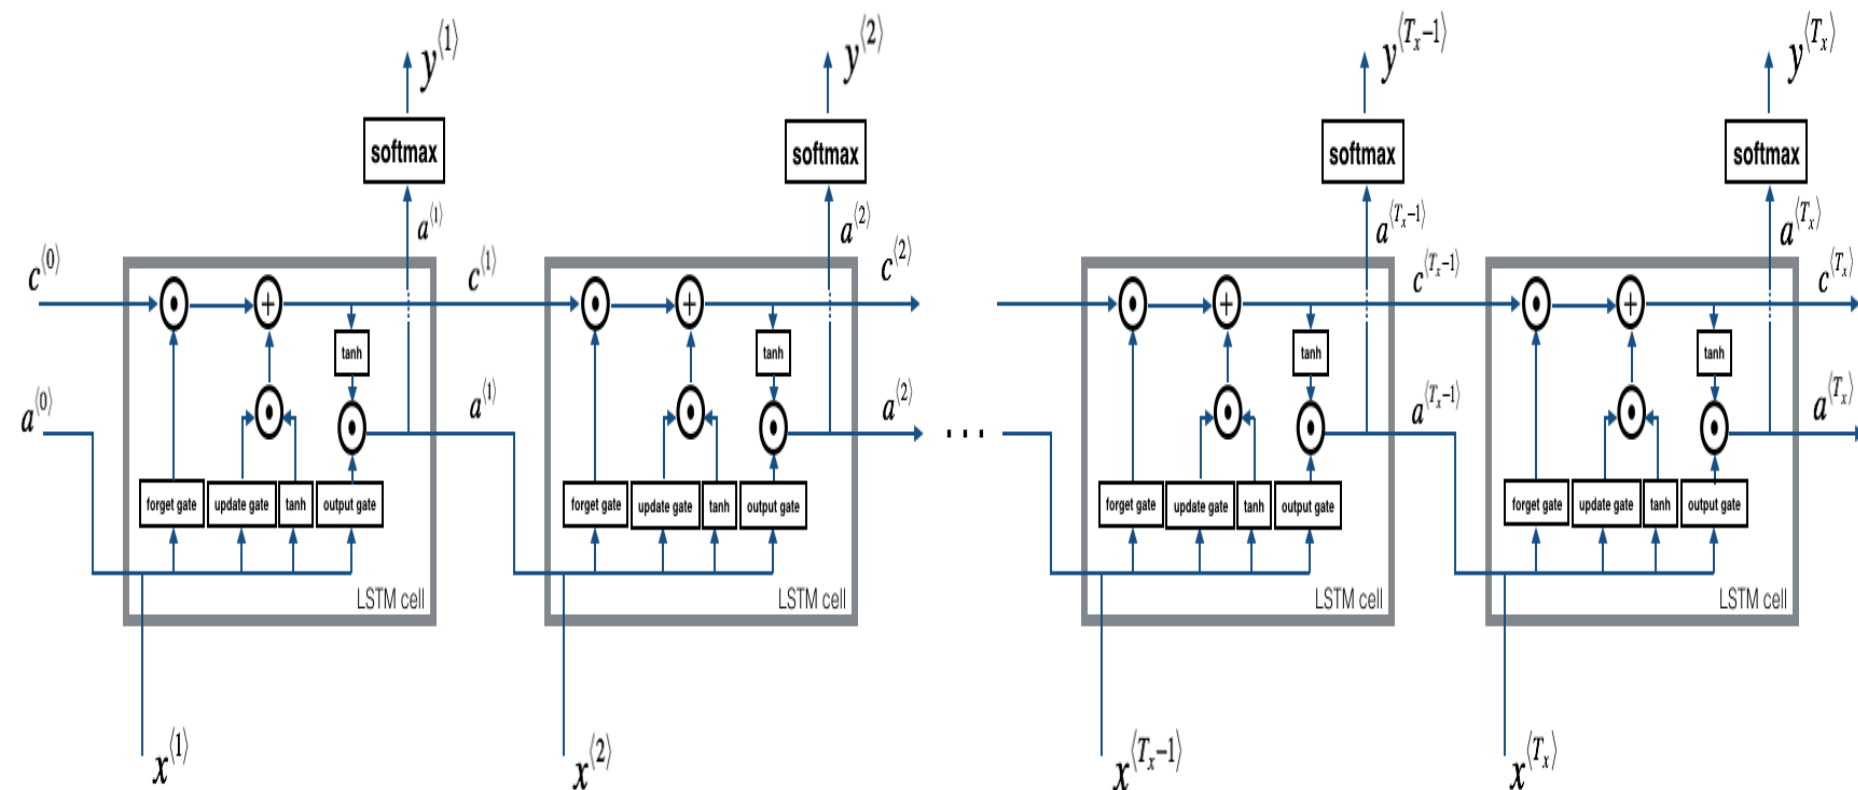 y⟨1⟩ y⟨2⟩ y⟨Tx−1⟩ y⟨Tx⟩
softmax softmax softmax softmax
a⟨1⟩ a⟨2⟩ a⟨Tx−1⟩ a⟨Tx⟩
c⟨0⟩ c⟨1⟩ c⟨2⟩ c⟨Tx−1⟩ c⟨Tx⟩
+ + + +
tanh tanh tanh tanh
a⟨0⟩ a⟨1⟩ a⟨2⟩ ... a⟨Tx−1⟩ a⟨Tx⟩
forget gate update gate tanh output gate forget gate update gate tanh output gate forget gate update gate tanh output gate forget gate update gate tanh output gate
LSTM cell LSTM cell LSTM cell LSTM cell
x⟨1⟩ x⟨2⟩ x⟨Tx−1⟩ x⟨Tx⟩